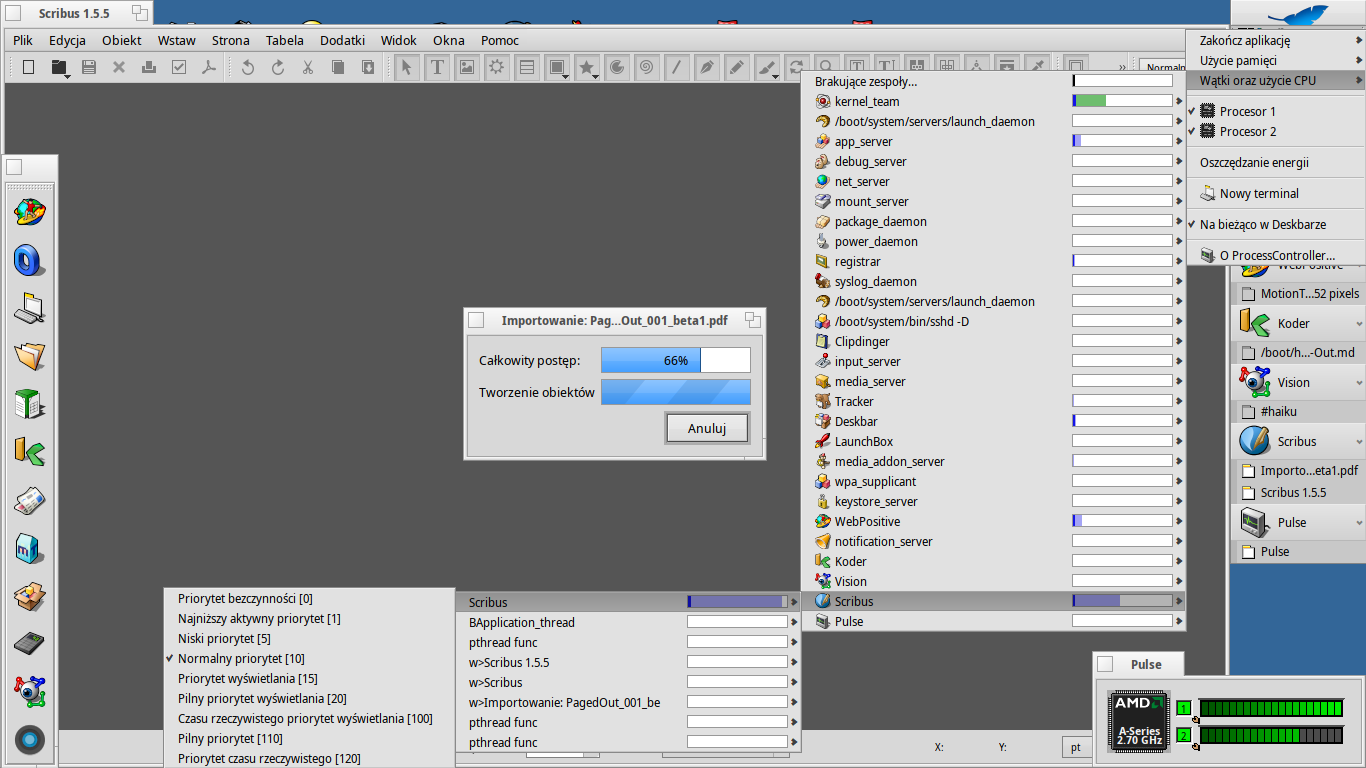 Scribus 1.5.5
Plik Edycja Obiekt Wstaw Strona Tabela Dodatki Widok Okna Pomoc
Normaln
Zakończ aplikację
Użycie pamięci
Wątki oraz użycie CPU
Procesor 1
Procesor 2
Oszczędzanie energii
Nowy terminal
Na bieżąco w Deskbarze
O ProcessController...
Brakujące zespoły...
kernel_team
/boot/system/servers/launch_daemon
app_server
debug_server
net_server
mount_server
package_daemon
power_daemon
registrar
syslog_daemon
/boot/system/servers/launch_daemon
/boot/system/bin/sshd -D
Clipdinger
input_server
media_server
Tracker
Deskbar
LaunchBox
media_addon_server
wpa_supplicant
keystore_server
WebPositive
notification_server
Koder
Vision
Scribus
Pulse
WebPositive
MotionT...52 pixels
Koder
/boot/h...-Out.md
Vision
#haiku
Scribus
Importo...eta1.pdf
Scribus 1.5.5
Pulse
Pulse
Importowanie: Pag...Out_001_beta1.pdf
Całkowity postęp: 66%
Tworzenie obiektów
Anuluj
Scribus
BApplication_thread
pthread func
w>Scribus 1.5.5
w>Scribus
w>Importowanie: PagedOut_001_be
pthread func
pthread func
Priorytet bezczynności [0]
Najniższy aktywny priorytet [1]
Niski priorytet [5]
Normalny priorytet [10]
Priorytet wyświetlania [15]
Pilny priorytet wyświetlania [20]
Czasu rzeczywistego priorytet wyświetlania [100]
Pilny priorytet [110]
Priorytet czasu rzeczywistego [120]
X: Y: pt
Pulse
AMD
A-Series
2.70 GHz
1
2